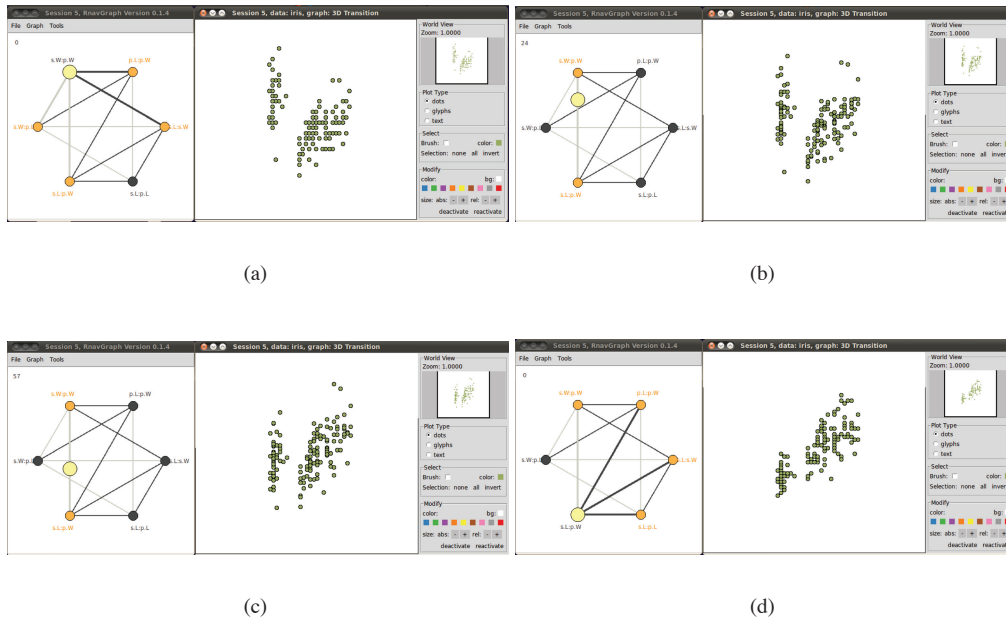 Session 5, RnavGraph Version 0.1.4
File Graph Tools
0
s.W:p.W
p.L:p.W
s.W:p.L
p.L:s.W
s.L:p.W
s.L:p.L
Session 5, data: iris, graph: 3D Transition
World View
Zoom: 1.0000
Plot Type
dots
glyphs
text
Select
Brush: color:
Selection: none all invert
Modify
color: bg:
size: abs: - + rel: - +
deactivate reactivate
(a)
Session 5, RnavGraph Version 0.1.4
File Graph Tools
24
s.W:p.W
p.L:p.W
s.W:p.L
L:s.W
s.L:p.W
s.L:p.L
Session 5, data: iris, graph: 3D Transition
World View
Zoom: 1.0000
Plot Type
dots
glyphs
text
Select
Brush: color:
Selection: none all invert
Modify
color: bg:
size: abs: - + rel: - +
deactivate reactivate
(b)
Session 5, RnavGraph Version 0.1.4
File Graph Tools
57
s.W:p.W
p.L:p.W
s.W:p.L
L:s.W
s.L:p.W
s.L:p.L
Session 5, data: iris, graph: 3D Transition
World View
Zoom: 1.0000
Plot Type
dots
glyphs
text
Select
Brush: color:
Selection: none all invert
Modify
color: bg:
size: abs: - + rel: - +
deactivate reactivate
(c)
Session 5, RnavGraph Version 0.1.4
File Graph Tools
0
s.W:p.W
p.L:p.W
s.W:p.L
L:s.W
s.L:p.W
s.L:p.L
Session 5, data: iris, graph: 3D Transition
World View
Zoom: 1.0000
Plot Type
dots
glyphs
text
Select
Brush: color:
Selection: none all invert
Modify
color: bg:
size: abs: - + rel: - +
deactivate reactivate
(d)